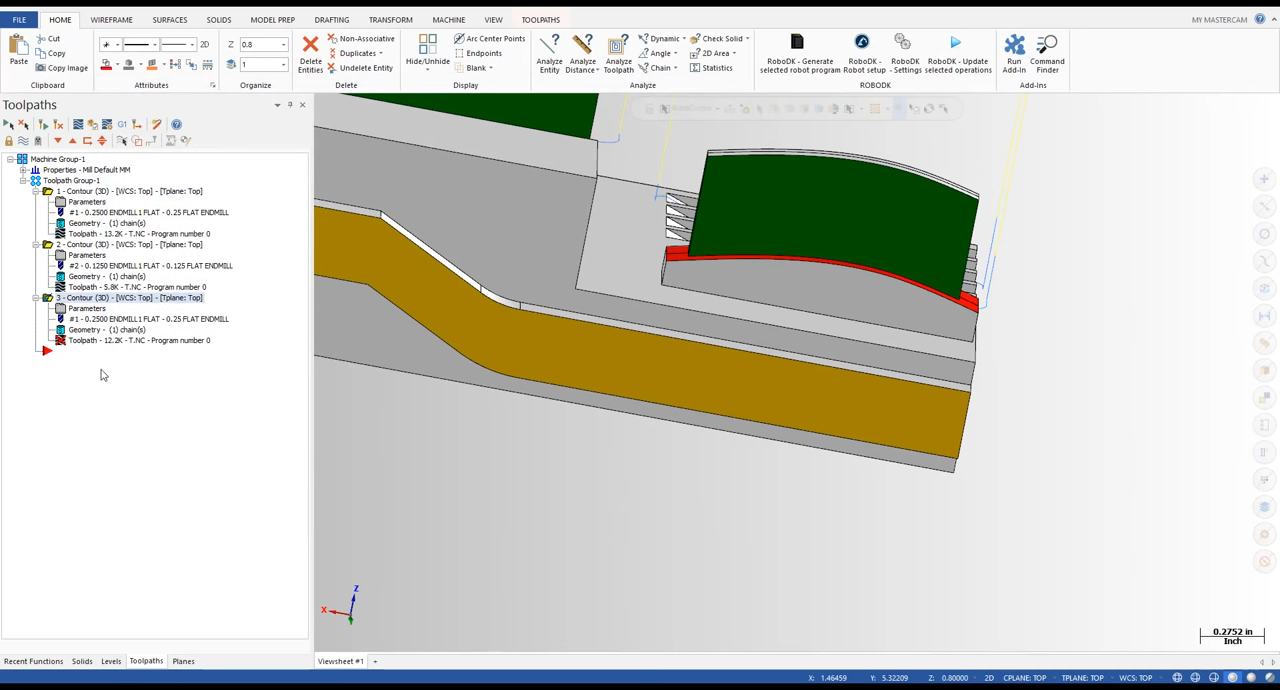 FILE HOME WIREFRAME SURFACES SOLIDS MODEL PREP DRAFTING TRANSFORM MACHINE VIEW TOOLPATHS MY MASTERCAM
Paste
Cut
Copy
Copy Image
Clipboard
2D
Attributes
Z 0.8
1
Organize
Delete Entities
Non-Associative
Duplicates
Undelete Entity
Delete
Hide/Unhide
Arc Center Points
Endpoints
Blank
Display
Analyze Entity
Analyze Distance
Analyze Toolpath
Dynamic
Angle
Chain
Check Solid
2D Area
Statistics
Analyze
RoboDK - Generate selected robot program
RoboDK - Robot setup
RoboDK - Settings
RoboDK - Update selected operations
ROBODK
Run Add-In
Command Finder
Add-Ins
Toolpaths
G1
Machine Group-1
Properties - Mill Default MM
Toolpath Group-1
1 - Contour (3D) - [WCS: Top] - [Tplane: Top]
Parameters
#1 - 0.2500 ENDMILL1 FLAT - 0.25 FLAT ENDMILL
Geometry - (1) chain(s)
Toolpath - 13.2K - T.NC - Program number 0
2 - Contour (3D) - [WCS: Top] - [Tplane: Top]
Parameters
#2 - 0.1250 ENDMILL1 FLAT - 0.125 FLAT ENDMILL
Geometry - (1) chain(s)
Toolpath - 5.8K - T.NC - Program number 0
3 - Contour (3D) - [WCS: Top] - [Tplane: Top]
Parameters
#1 - 0.2500 ENDMILL1 FLAT - 0.25 FLAT ENDMILL
Geometry - (1) chain(s)
Toolpath - 12.2K - T.NC - Program number 0
Z
X
0.2752 in
Inch
Recent Functions Solids Levels Toolpaths Planes
Viewsheet #1 +
X: 1.46459 Y: 5.32209 Z: 0.80000 2D CPLANE: TOP TPLANE: TOP WCS: TOP